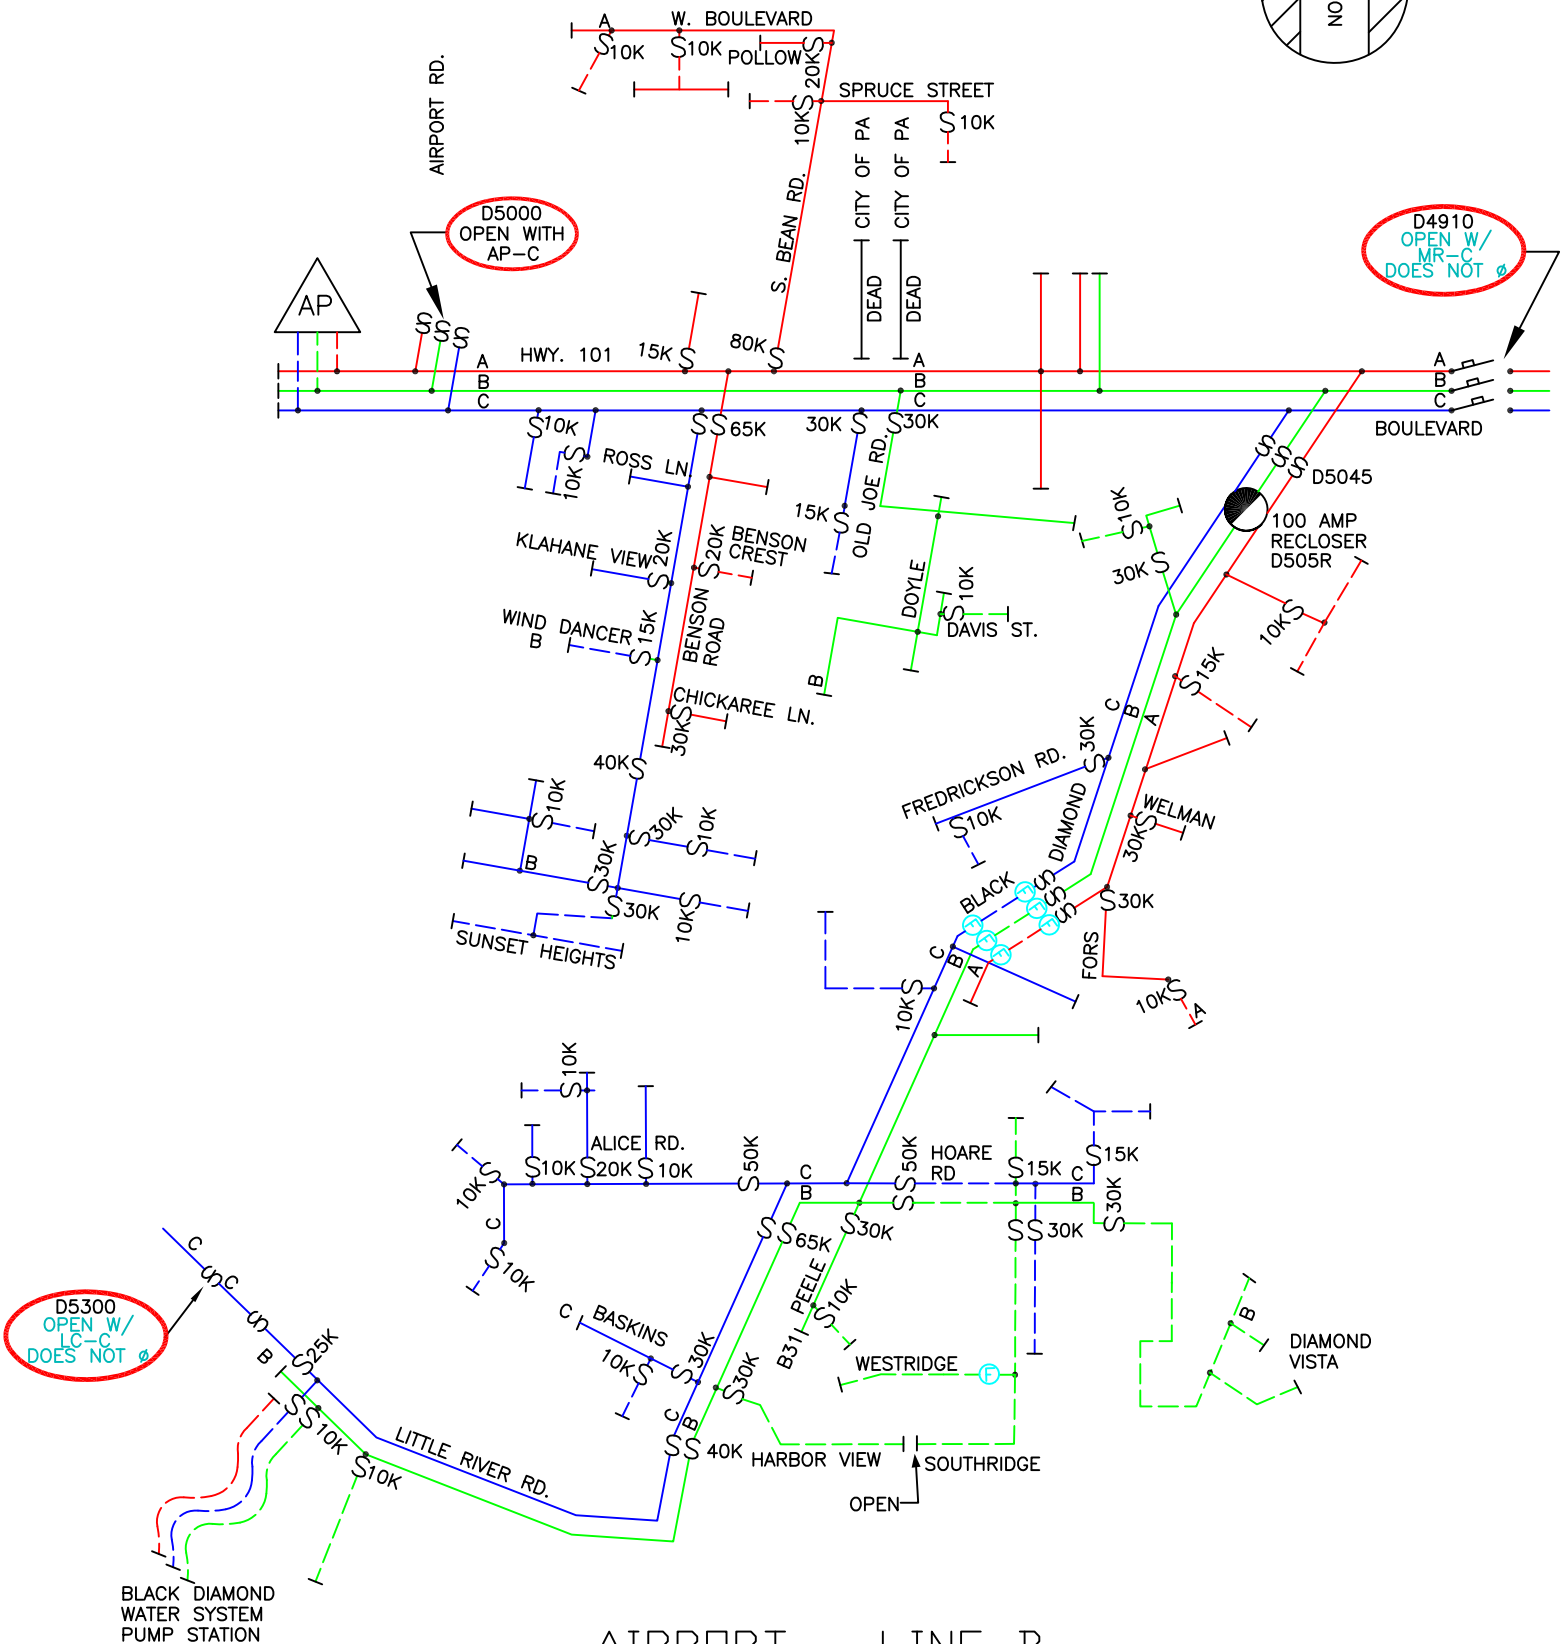 NO
A
W. BOULEVARD
10K
10K
POLLOW
20K
SPRUCE STREET
10K
10K
AIRPORT RD.
CITY OF PA
CITY OF PA
S. BEAN RD.
DEAD
DEAD
D5000
OPEN WITH
AP-C
D4910
OPEN W/
MR-C
DOES NOT ø
AP
A
B
C
HWY. 101
15K
80K
A
B
C
A
B
C
BOULEVARD
10K
10K
ROSS LN.
65K
30K
30K
OLD JOE RD.
15K
D5045
100 AMP
RECLOSER
D505R
10K
30K
KLAHANE VIEW
20K
20K
BENSON
CREST
WIND DANCER
B
15K
BENSON
ROAD
DOYLE
10K
DAVIS ST.
B
10K
15K
CHICKAREE LN.
30K
40K
C
B
A
FREDRICKSON RD.
30K
10K
BLACK DIAMOND
WELMAN
30K
10K
30K
10K
B
30K
30K
10K
SUNSET HEIGHTS
F
F
F
F
F
F
30K
FORS
10K
A
C
B
A
10K
10K
ALICE RD.
10K
20K
10K
50K
C
B
50K
HOARE
RD
15K
C
B
15K
30K
10K
C
10K
65K
30K
30K
C
C
D5300
OPEN W/
LC-C
DOES NOT ø
B
25K
C
BASKINS
10K
30K
PEELE
10K
B31
30K
WESTRIDGE
F
B
DIAMOND
VISTA
10K
10K
LITTLE RIVER RD.
C
B
40K
HARBOR VIEW
SOUTHRIDGE
OPEN
BLACK DIAMOND
WATER SYSTEM
PUMP STATION
AIRPORT LINE B